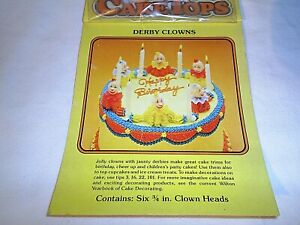 CAKE TOPS
DERBY CLOWNS
Happy
Birthday
Jolly clowns with jaunty derbies make great cake trims for
birthday, cheer up and children's party cakes! Use them also
to top cupcakes and ice cream treats. To make decorations on
cake, use tips 3, 16, 22, 101. For more imaginative cake ideas
and exciting decorating products, see the current Wilton
Yearbook of Cake Decorating.
Contains: Six ¾ in. Clown Heads